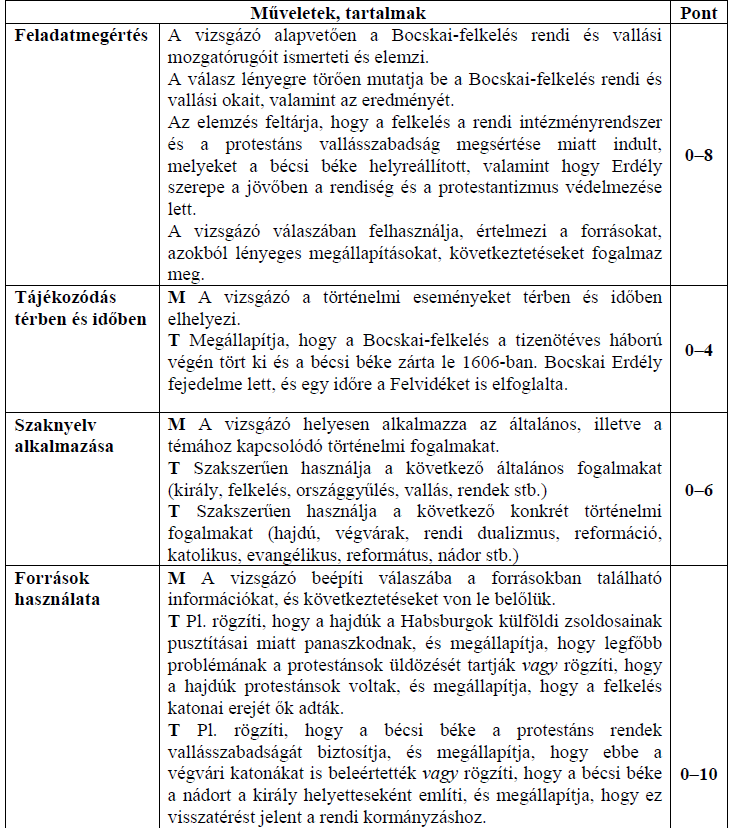 Műveletek, tartalmak Pont
Feladatmegértés A vizsgázó alapvetően a Bocskai-felkelés rendi és vallási
mozgatórugóit ismerteti és elemzi.
A válasz lényegre törően mutatja be a Bocskai-felkelés rendi és
vallási okait, valamint az eredményét.
Az elemzés feltárja, hogy a felkelés a rendi intézményrendszer
és a protestáns vallásszabadság megsértése miatt indult,
melyeket a bécsi béke helyreállított, valamint hogy Erdély
szerepe a jövőben a rendiség és a protestantizmus védelmezése
lett.
A vizsgázó válaszában felhasználja, értelmezi a forrásokat,
azokból lényeges megállapításokat, következtetéseket fogalmaz
meg.
0–8
Tájékozódás
térben és időben
M A vizsgázó a történelmi eseményeket térben és időben
elhelyezi.
T Megállapítja, hogy a Bocskai-felkelés a tizenötéves háború
végén tört ki és a bécsi béke zárta le 1606-ban. Bocskai Erdély
fejedelme lett, és egy időre a Felvidéket is elfoglalta.
0–4
Szaknyelv
alkalmazása
M A vizsgázó helyesen alkalmazza az általános, illetve a
témához kapcsolódó történelmi fogalmakat.
T Szakszerűen használja a következő általános fogalmakat
(király, felkelés, országgyűlés, vallás, rendek stb.)
T Szakszerűen használja a következő konkrét történelmi
fogalmakat (hajdú, végvárak, rendi dualizmus, reformáció,
katolikus, evangélikus, református, nádor stb.)
0–6
Források
használata
M A vizsgázó beépíti válaszába a forrásokban található
információkat, és következtetéseket von le belőlük.
T Pl. rögzíti, hogy a hajdúk a Habsburgok külföldi zsoldosainak
pusztításai miatt panaszkodnak, és megállapítja, hogy legfőbb
problémának a protestánsok üldözését tartják vagy rögzíti, hogy
a hajdúk protestánsok voltak, és megállapítja, hogy a felkelés
katonai erejét ők adták.
T Pl. rögzíti, hogy a bécsi béke a protestáns rendek
vallásszabadságát biztosítja, és megállapítja, hogy ebbe a
végvári katonákat is beleértették vagy rögzíti, hogy a bécsi béke
a nádort a király helyetteseként említi, és megállapítja, hogy ez
visszatérést jelent a rendi kormányzáshoz.
0–10